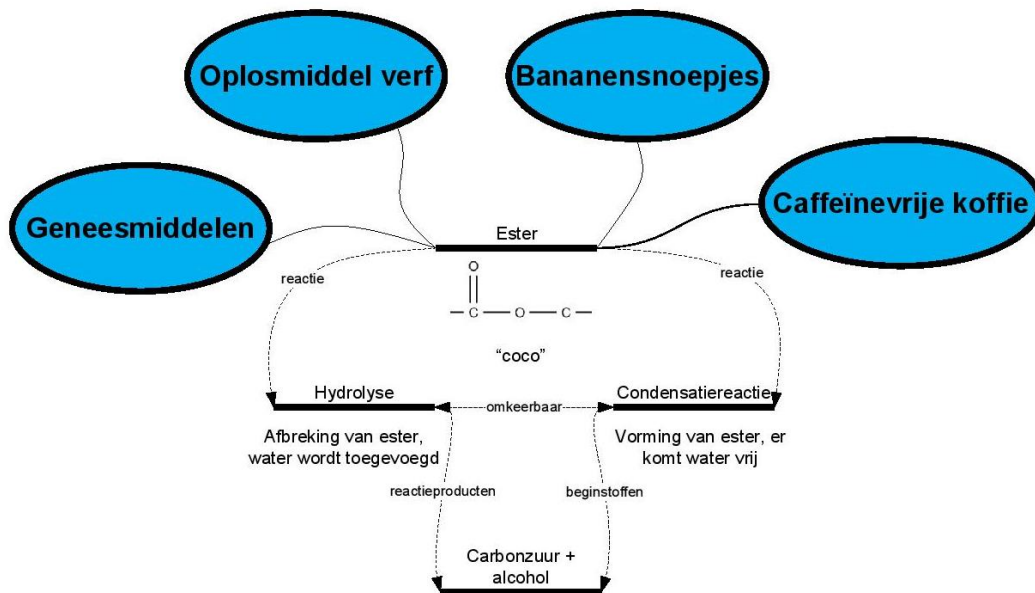 Oplosmiddel verf
Bananensnoepjes
Geneesmiddelen
Caffeïnevrije koffie
Ester
reactie
reactie
O
C O C
“coco”
Hydrolyse
omkeerbaar
Condensatiereactie
Afbreking van ester,
water wordt toegevoegd
Vorming van ester, er
komt water vrij
reactieproducten
beginstoffen
Carbonzuur +
alcohol